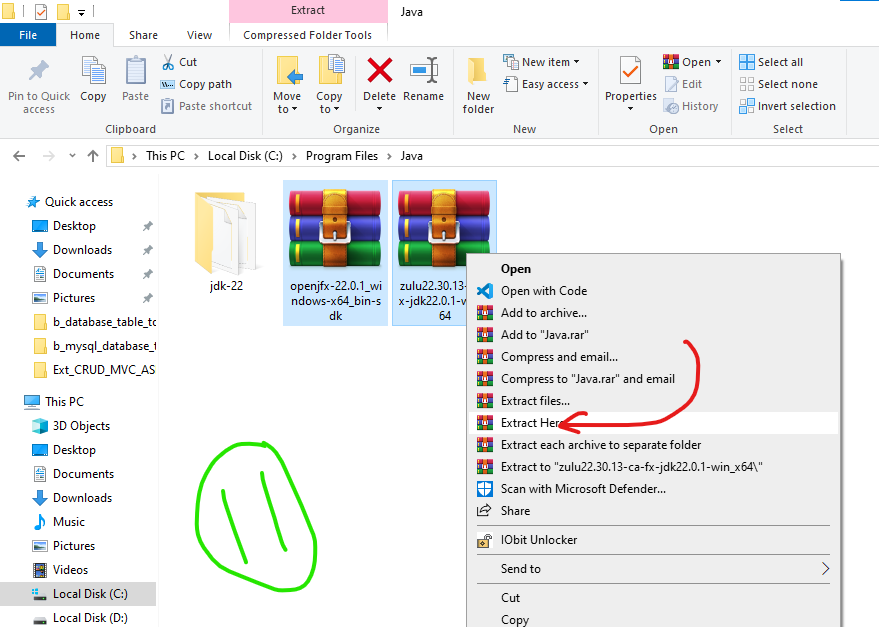 Extract
Java
File
Home
Share
View
Compressed Folder Tools
Pin to Quick
access
Copy
Paste
Cut
Copy path
Paste shortcut
Clipboard
Move
to
Copy
to
Delete
Rename
Organize
New
folder
New item
Easy access
New
Properties
Open
Edit
History
Open
Select all
Select none
Invert selection
Select
This PC
Local Disk (C:)
Program Files
Java
Quick access
Desktop
Downloads
Documents
Pictures
b_database_table_tc
b_mysql_database_t
Ext_CRUD_MVC_AS
This PC
3D Objects
Desktop
Documents
Downloads
Music
Pictures
Videos
Local Disk (C:)
Local Disk (D:)
jdk-22
openjfx-22.0.1_wi
ndows-x64_bin-s
dk
zulu22.30.13-
x-jdk22.0.1-w
64
Open
Open with Code
Add to archive...
Add to "Java.rar"
Compress and email...
Compress to "Java.rar" and email
Extract files...
Extract Here
Extract each archive to separate folder
Extract to "zulu22.30.13-ca-fx-jdk22.0.1-win_x64\"
Scan with Microsoft Defender...
Share
IObit Unlocker
Send to
Cut
Copy
11